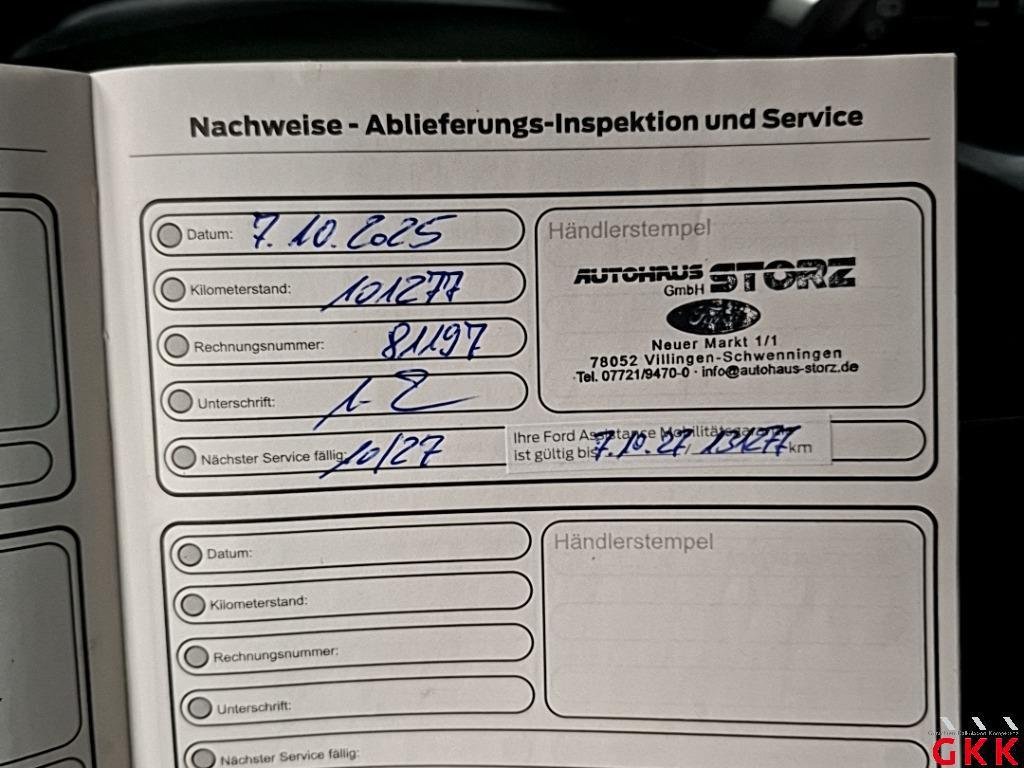 Nachweise - Ablieferungs-Inspektion und Service
Datum: 7.10.2025
Kilometerstand: 101277
Rechnungsnummer: 81197
Unterschrift:
Nächster Service fällig: 10/27
Händlerstempel
AUTOHAUS STORZ
GmbH
Ford
Neuer Markt 1/1
78052 Villingen-Schwenningen
Tel. 07721/9470-0 · info@autohaus-storz.de
Ihre Ford Assistance Mobilitätsgarantie
ist gültig bis 7.10.27, 131277 km
Datum:
Kilometerstand:
Rechnungsnummer:
Unterschrift:
Nächster Service fällig:
Händlerstempel
GKK